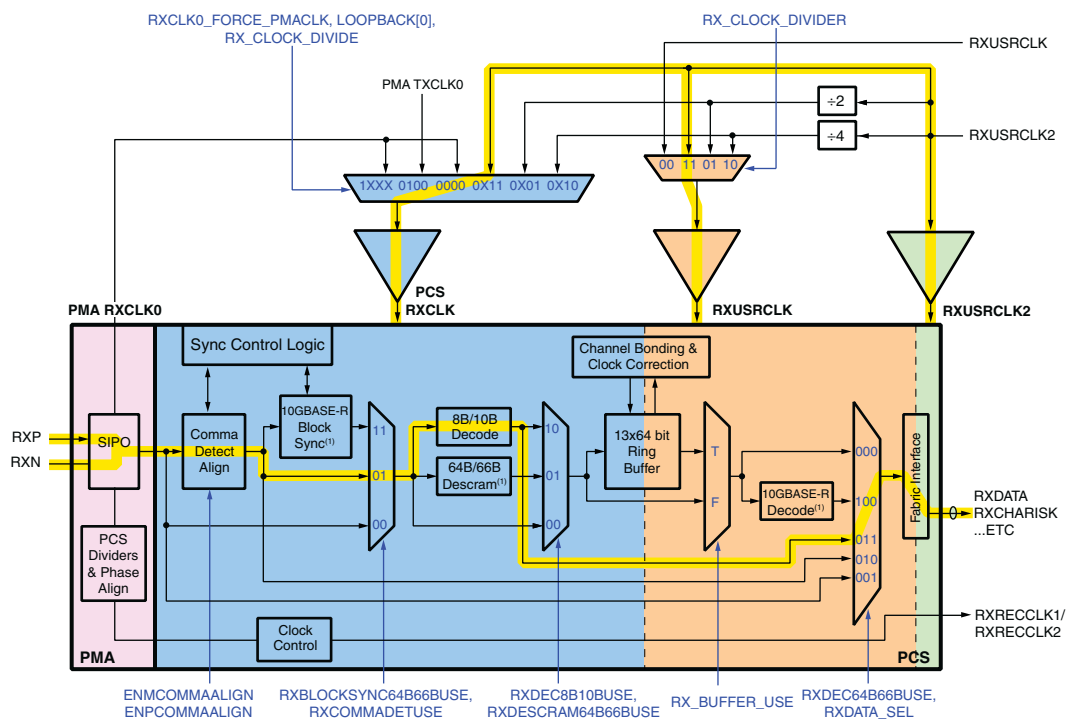 RXCLK0_FORCE_PMACLK, LOOPBACK[0],
RX_CLOCK_DIVIDE
RX_CLOCK_DIVIDER
RXUSRCLK
PMA TXCLK0
÷2
÷4
RXUSRCLK2
00 11 01 10
1XXX 0100 0000 0X11 0X01 0X10
PCS
RXCLK
PMA RXCLK0
RXUSRCLK
RXUSRCLK2
Sync Control Logic
Channel Bonding &
Clock Correction
RXP
RXN
SIPO
Comma
Detect
Align
10GBASE-R
Block
Sync(1)
11
01
00
8B/10B
Decode
64B/66B
Descram(1)
10
01
00
13x64 bit
Ring
Buffer
T
F
10GBASE-R
Decode(1)
000
100
011
010
001
Fabric Interface
RXDATA
RXCHARISK
...ETC
PCS
Dividers
& Phase
Align
Clock
Control
RXRECCLK1/
RXRECCLK2
PMA
PCS
ENMCOMMAALIGN
ENPCOMMAALIGN
RXBLOCKSYNC64B66BUSE,
RXCOMMADETUSE
RXDEC8B10BUSE,
RXDESCRAM64B66BUSE
RX_BUFFER_USE
RXDEC64B66BUSE,
RXDATA_SEL